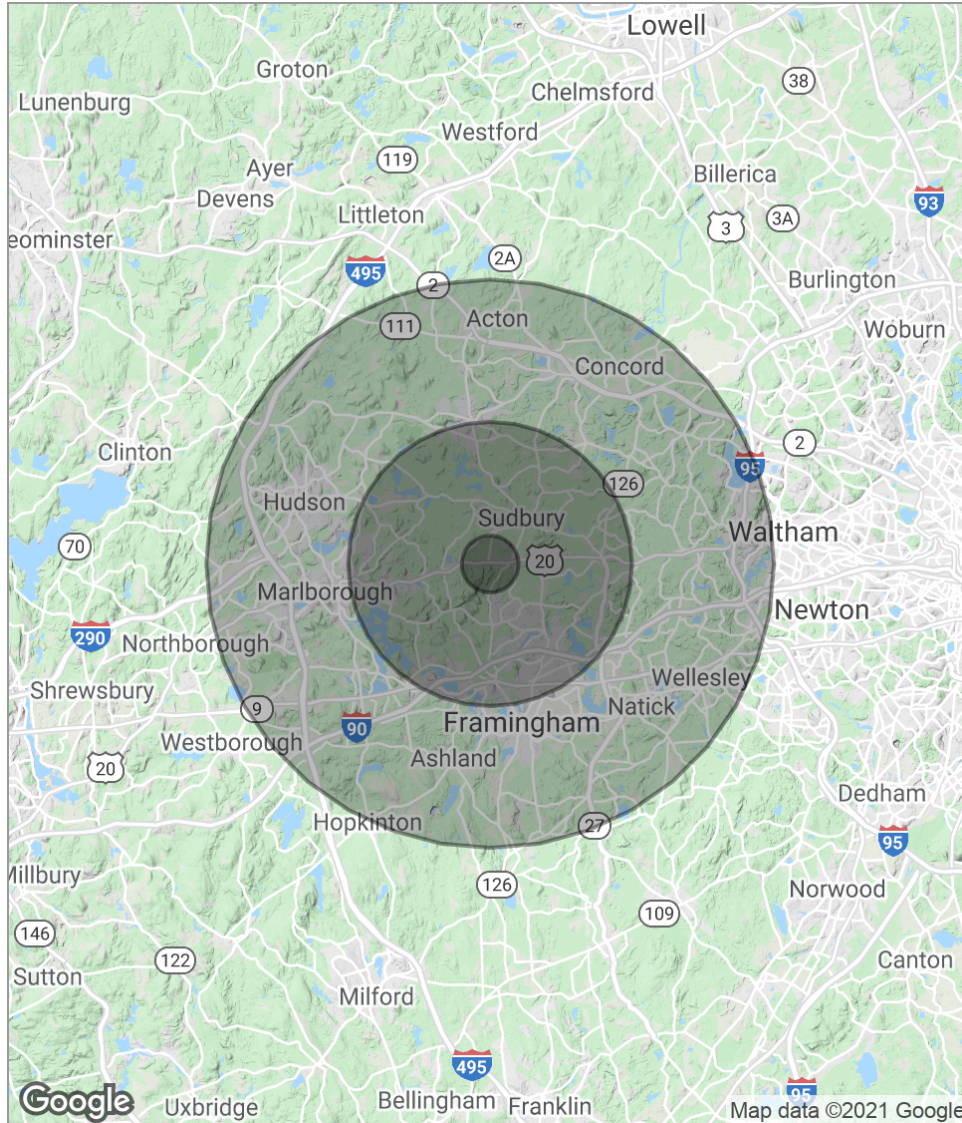 Lowell
Groton
38
Lunenburg
Chelmsford
Westford
119
Ayer
Billerica
Devens
93
Littleton
3A
3
eominster
2A
495
2
Burlington
Acton
111
Woburn
Concord
Clinton
2
95
126
Hudson
Sudbury
Waltham
70
20
Marlborough
Newton
290
Northborough
Wellesley
Shrewsbury
Natick
9
Framingham
90
Westborough
Ashland
20
Dedham
Hopkinton
27
95
Millbury
126
Norwood
109
146
122
Canton
Sutton
Milford
495
95
Google
Bellingham
Franklin
Uxbridge
Map data ©2021 Google